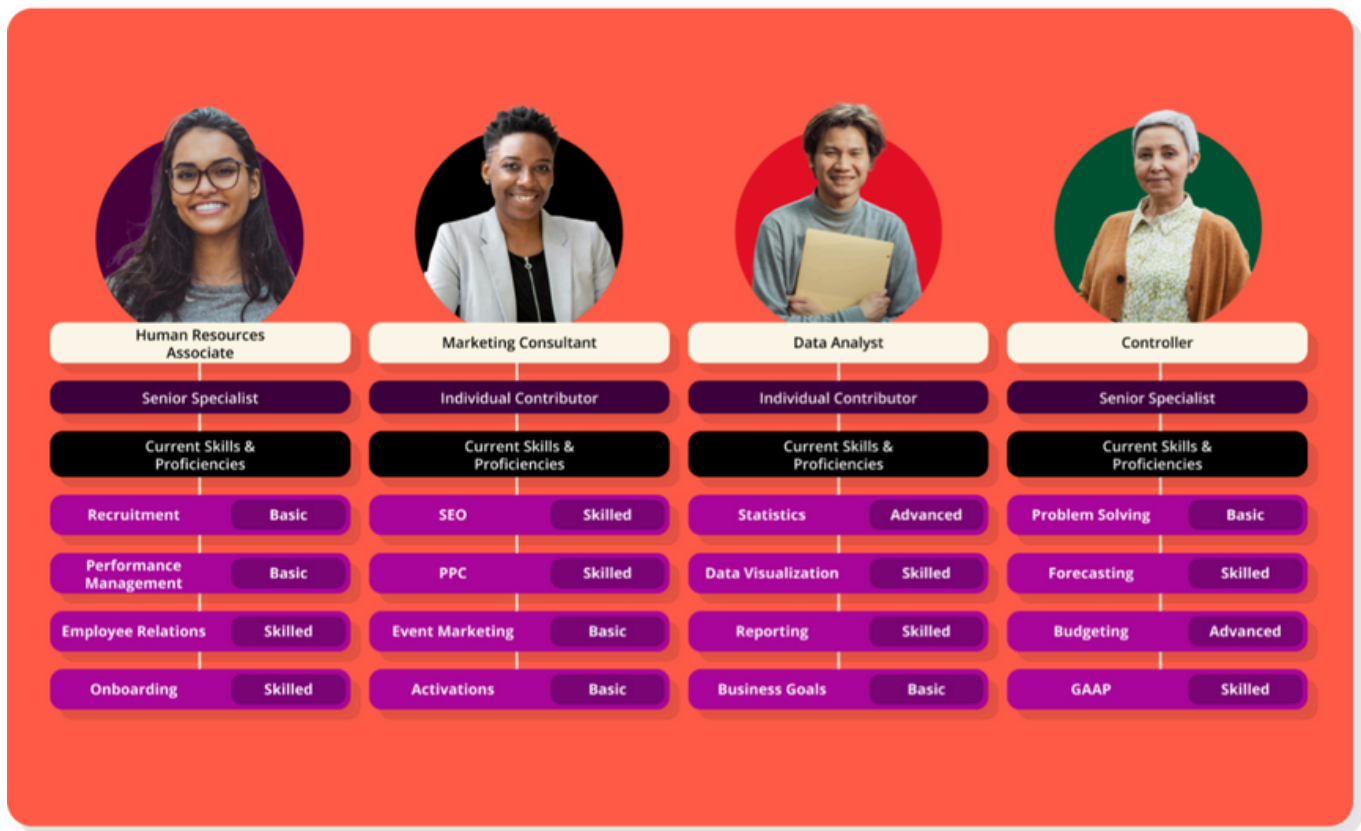 Human Resources
Associate
Senior Specialist
Current Skills &
Proficiencies
Recruitment
Basic
Performance
Management
Basic
Employee Relations
Skilled
Onboarding
Skilled
Marketing Consultant
Individual Contributor
Current Skills &
Proficiencies
SEO
Skilled
PPC
Skilled
Event Marketing
Basic
Activations
Basic
Data Analyst
Individual Contributor
Current Skills &
Proficiencies
Statistics
Advanced
Data Visualization
Skilled
Reporting
Skilled
Business Goals
Basic
Controller
Senior Specialist
Current Skills &
Proficiencies
Problem Solving
Basic
Forecasting
Skilled
Budgeting
Advanced
GAAP
Skilled